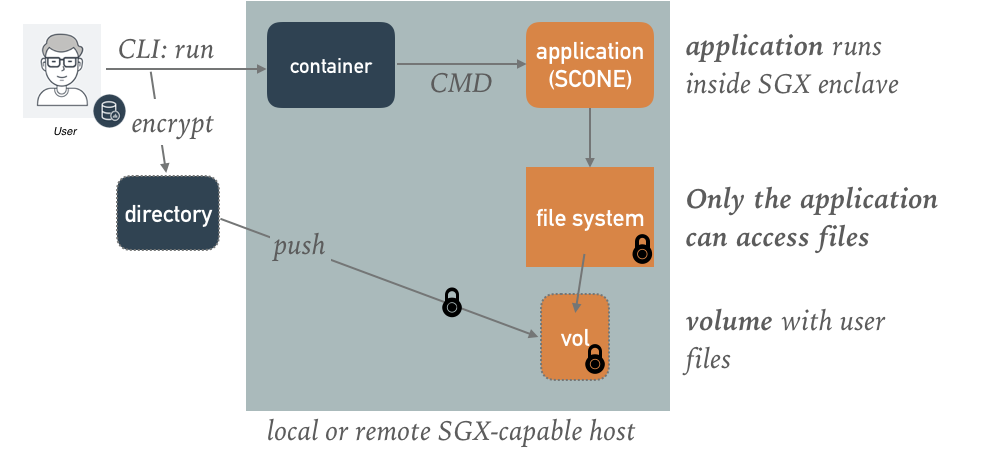 CLI: run
container
CMD
application
(SCONE)
application runs
inside SGX enclave
User
encrypt
directory
push
file system
Only the application
can access files
vol
volume with user
files
local or remote SGX-capable host